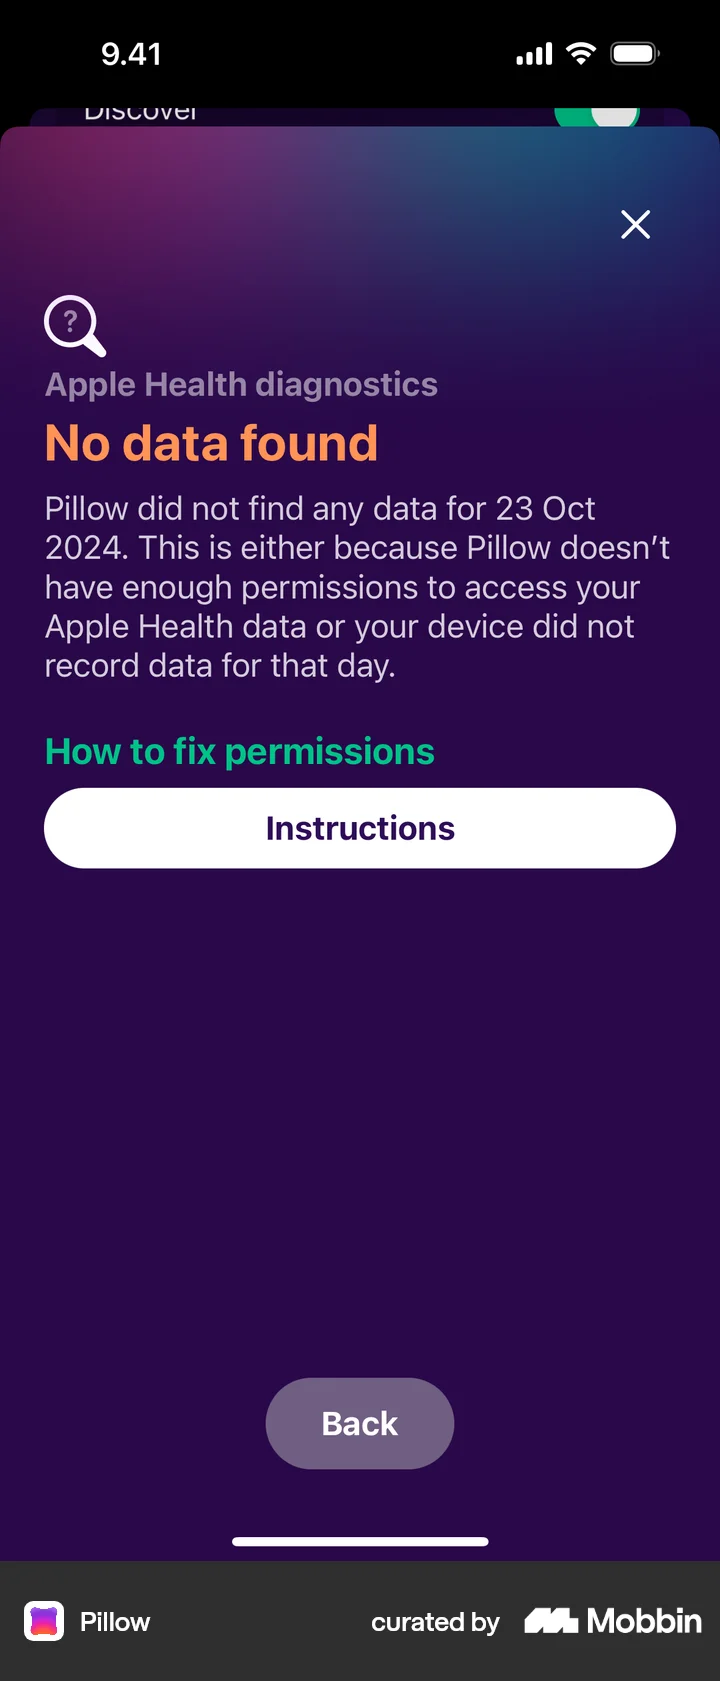 9.41
Discover
?
Apple Health diagnostics
No data found
Pillow did not find any data for 23 Oct
2024. This is either because Pillow doesn’t
have enough permissions to access your
Apple Health data or your device did not
record data for that day.
How to fix permissions
Instructions
Back
Pillow
curated by Mobbin